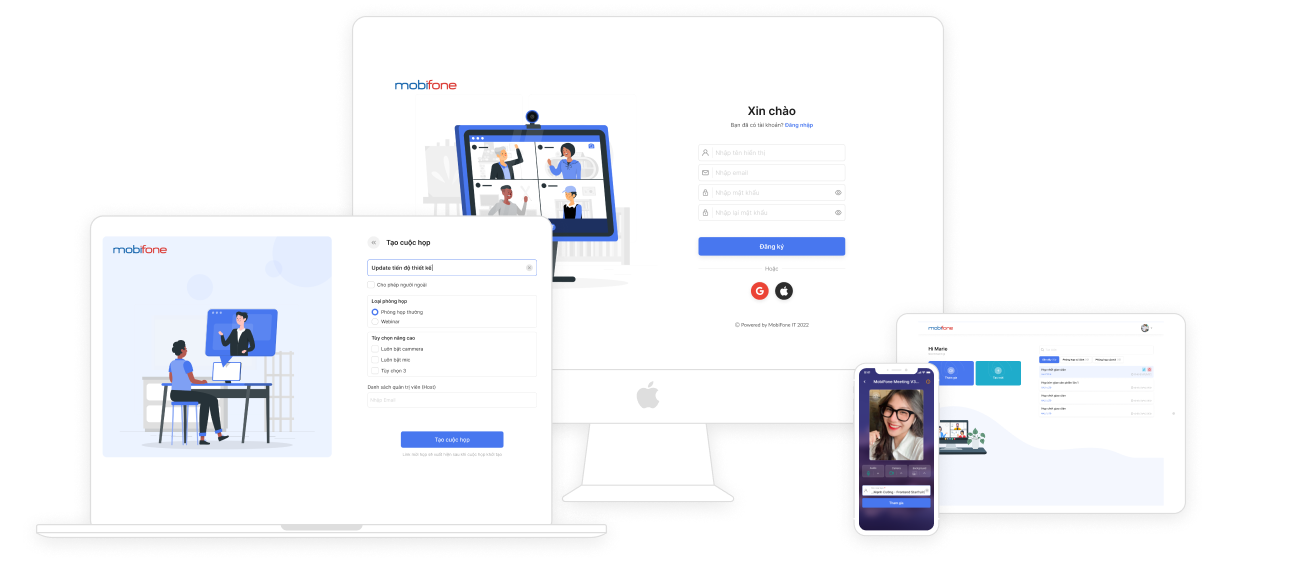 mobifone
Xin chào
Bạn đã có tài khoản? Đăng nhập
Nhập tên hiển thị
Nhập email
Nhập mật khẩu
Nhập lại mật khẩu
Đăng ký
Hoặc
© Powered by MobiFone IT 2022
mobifone
Tạo cuộc họp
Update tiến độ thiết kế
Cho phép người ngoài
Loại phòng họp
Phòng họp thường
Webinar
Tùy chọn nâng cao
Luôn bật cammera
Luôn bật mic
Tùy chọn 3
Danh sách quản trị viên (Host)
Nhập Email
Tạo cuộc họp
MobiFone Meeting V3...
Mạnh Cường - Frontend
Tham gia
mobifone
Hi Marie